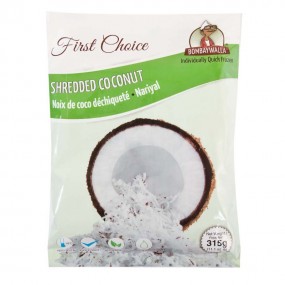 First Choice
BOMBAYWALLA
Individually Quick Frozen
SHREDDED COCONUT
Noix de coco déchiqueté • Nariyal
315g